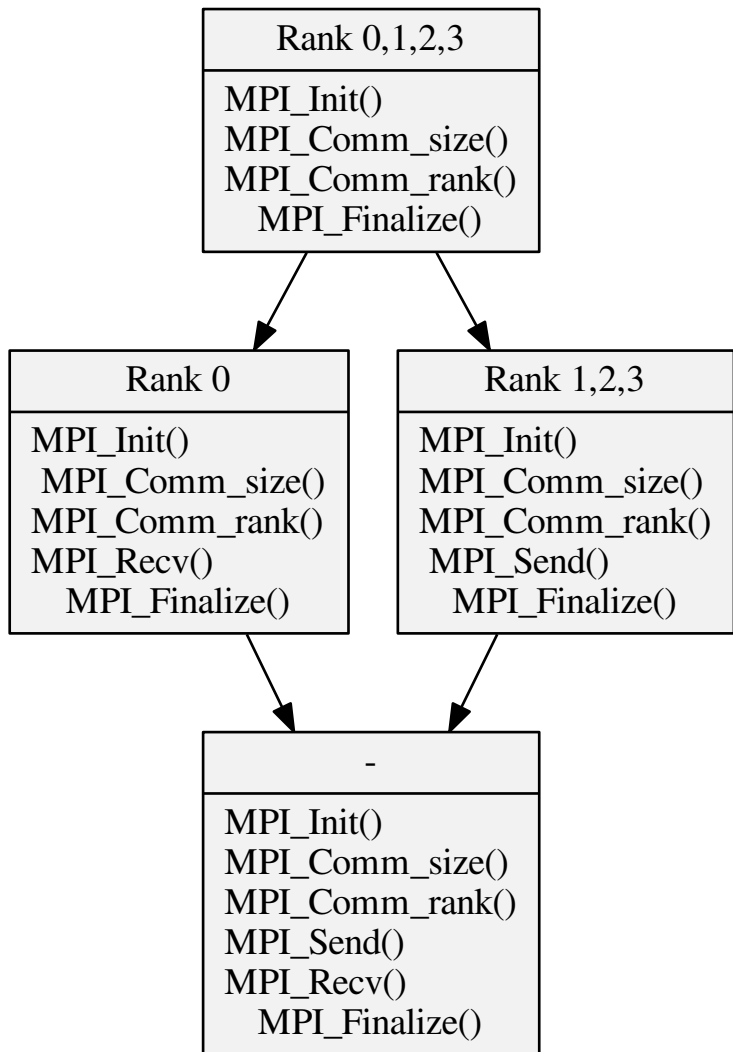 Rank 0,1,2,3
MPI_Init()
MPI_Comm_size()
MPI_Comm_rank()
MPI_Finalize()
Rank 0
MPI_Init()
MPI_Comm_size()
MPI_Comm_rank()
MPI_Recv()
MPI_Finalize()
Rank 1,2,3
MPI_Init()
MPI_Comm_size()
MPI_Comm_rank()
MPI_Send()
MPI_Finalize()
-
MPI_Init()
MPI_Comm_size()
MPI_Comm_rank()
MPI_Send()
MPI_Recv()
MPI_Finalize()